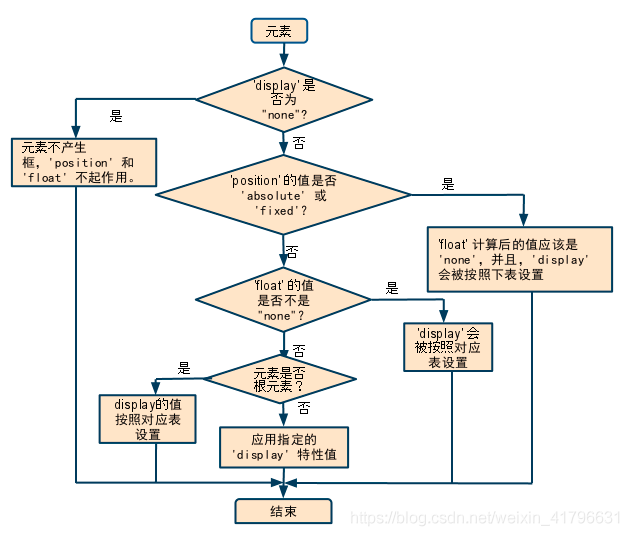 元素
'display'是
否为
"none"?
是
否
元素不产生
框，'position' 和
'float' 不起作用。
'position'的值是否
'absolute' 或
'fixed'?
是
否
'float' 计算后的值应该是
'none'，并且，'display'
会被按照下表设置
'float' 的值
是否不是
"none"?
是
否
'display'会
被按照对应
表设置
元素是否
根元素？
是
否
display的值
按照对应表
设置
应用指定的
'display' 特性值
结束
https://blog.csdn.net/weixin_41796631